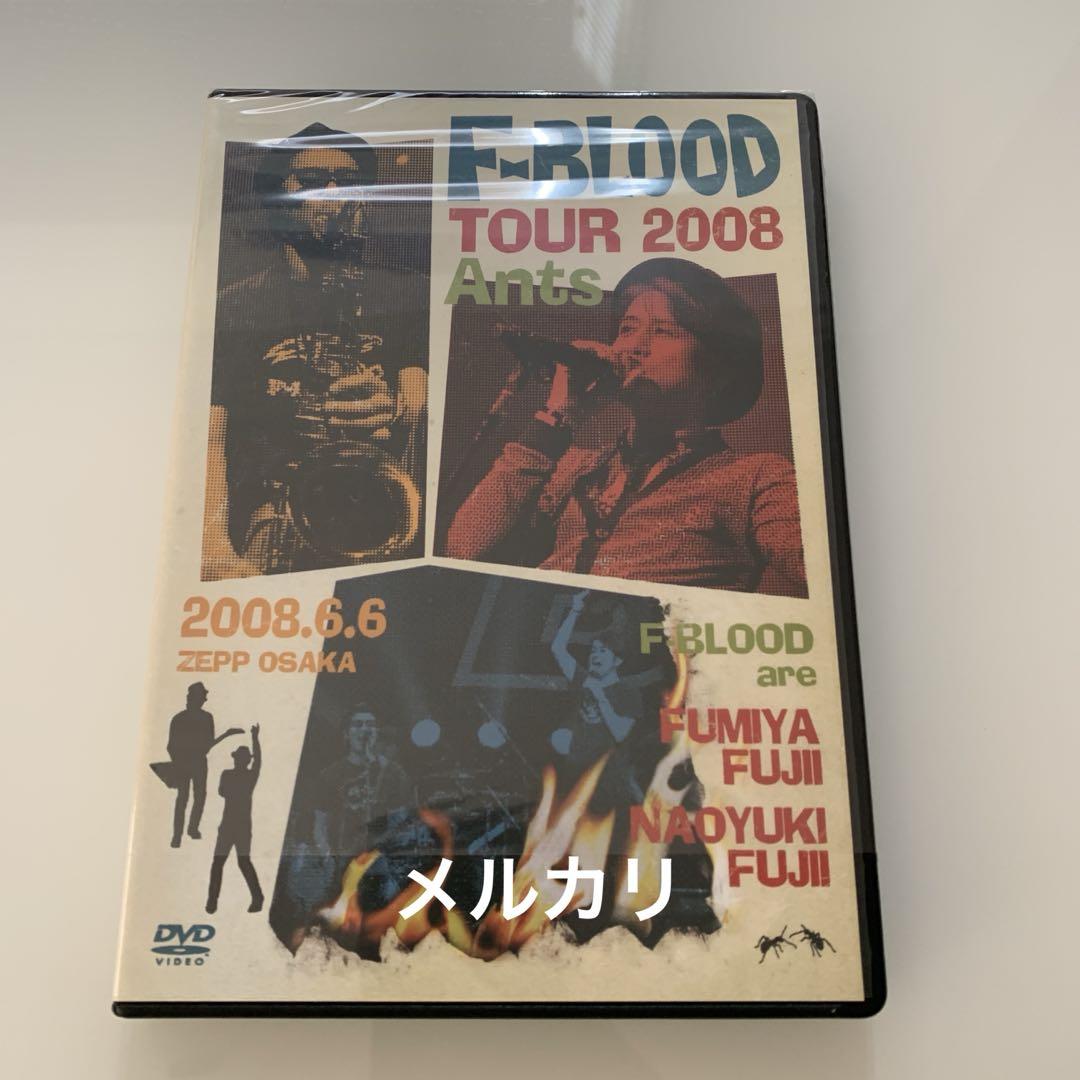 F-BLOOD
TOUR 2008
Ants
2008.6.6
ZEPP OSAKA
F-BLOOD
are
FUMIYA
FUJII
NAOYUKI
FUJII
メルカリ
DVD
VIDEO